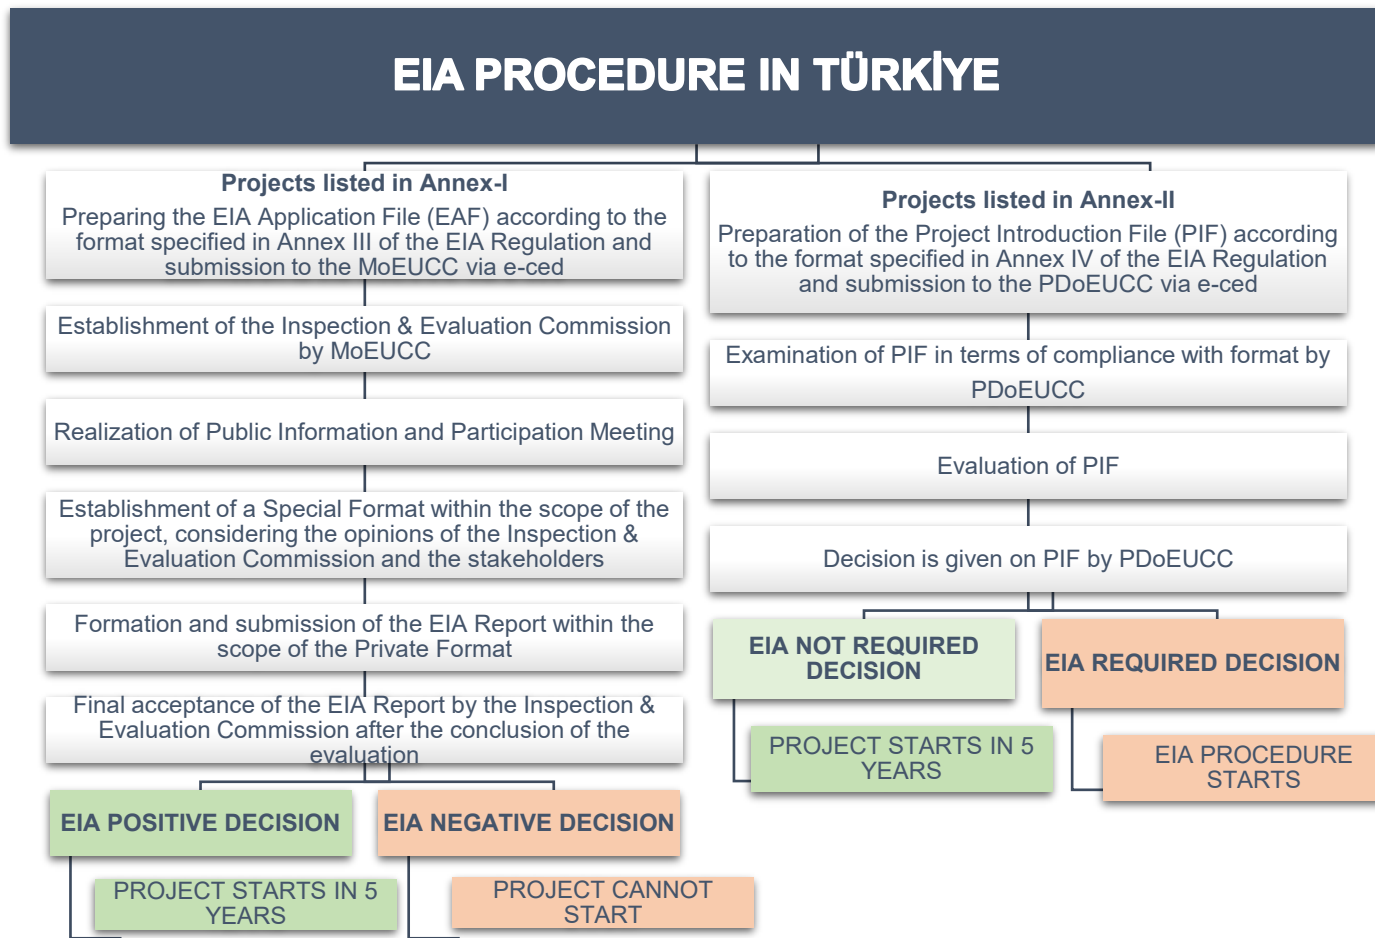 EIA PROCEDURE IN TÜRKİYE
Projects listed in Annex-I
Preparing the EIA Application File (EAF) according to the
format specified in Annex III of the EIA Regulation and
submission to the MoEUCC via e-ced
Establishment of the Inspection & Evaluation Commission
by MoEUCC
Realization of Public Information and Participation Meeting
Establishment of a Special Format within the scope of the
project, considering the opinions of the Inspection &
Evaluation Commission and the stakeholders
Formation and submission of the EIA Report within the
scope of the Private Format
Final acceptance of the EIA Report by the Inspection &
Evaluation Commission after the conclusion of the
evaluation
EIA POSITIVE DECISION
PROJECT STARTS IN 5
YEARS
EIA NEGATIVE DECISION
PROJECT CANNOT
START
Projects listed in Annex-II
Preparation of the Project Introduction File (PIF) according
to the format specified in Annex IV of the EIA Regulation
and submission to the PDoEUCC via e-ced
Examination of PIF in terms of compliance with format by
PDoEUCC
Evaluation of PIF
Decision is given on PIF by PDoEUCC
EIA NOT REQUIRED
DECISION
PROJECT STARTS IN 5
YEARS
EIA REQUIRED DECISION
EIA PROCEDURE
STARTS